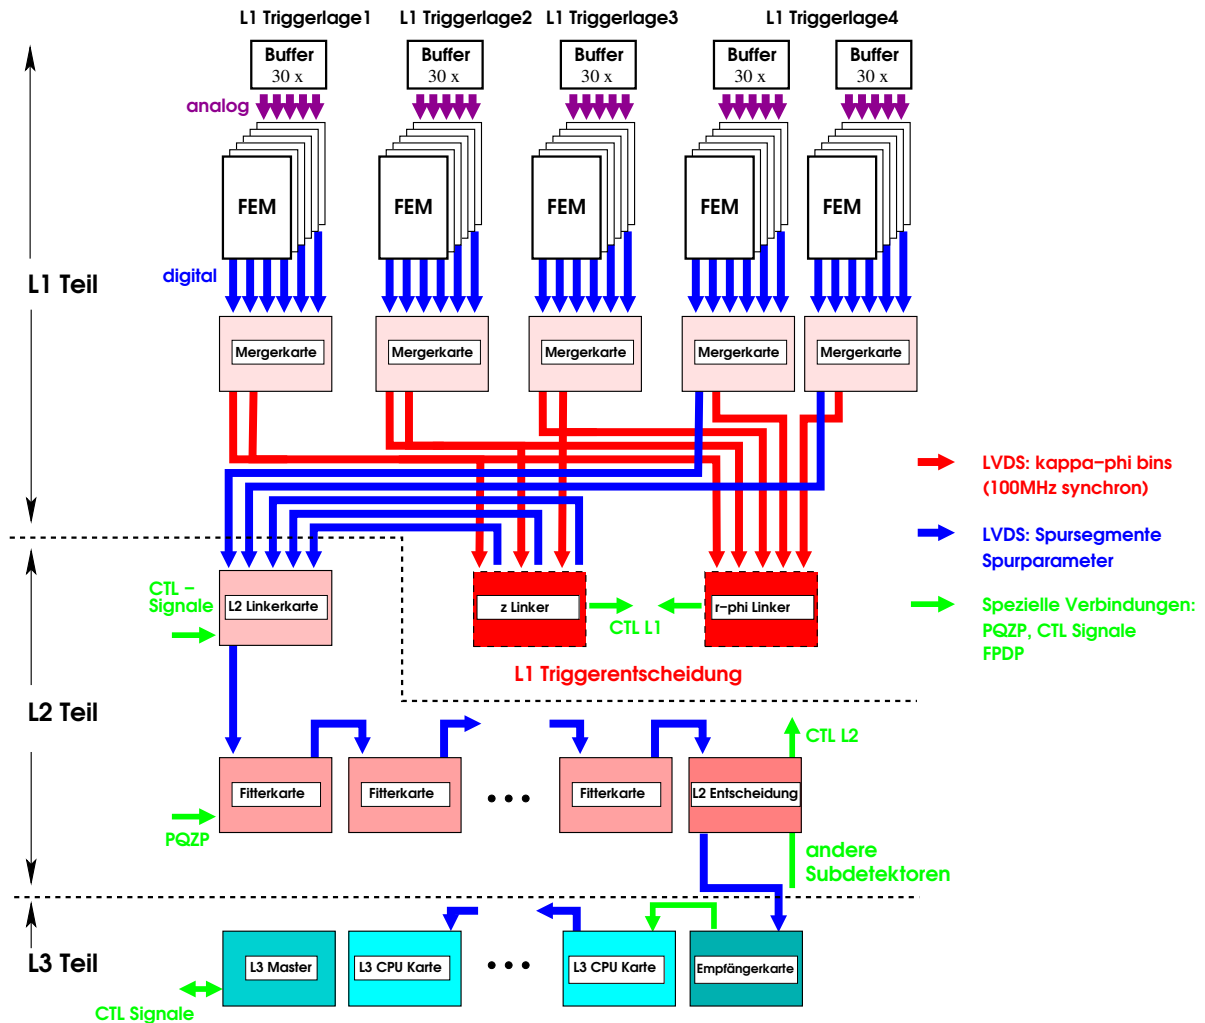 L1 Triggerlage1
L1 Triggerlage2
L1 Triggerlage3
L1 Triggerlage4
Buffer
30 x
Buffer
30 x
Buffer
30 x
Buffer
30 x
Buffer
30 x
analog
FEM
FEM
FEM
FEM
FEM
digital
L1 Teil
Mergerkarte
Mergerkarte
Mergerkarte
Mergerkarte
Mergerkarte
LVDS: kappa−phi bins
(100MHz synchron)
LVDS: Spursegmente
Spurparameter
Spezielle Verbindungen:
PQZP, CTL Signale
FPDP
CTL −
Signale
L2 Linkerkarte
z Linker
CTL L1
r−phi Linker
L1 Triggerentscheidung
L2 Teil
CTL L2
Fitterkarte
Fitterkarte
• • •
Fitterkarte
L2 Entscheidung
PQZP
andere
Subdetektoren
L3 Teil
L3 Master
L3 CPU Karte
• • •
L3 CPU Karte
Empfängerkarte
CTL Signale